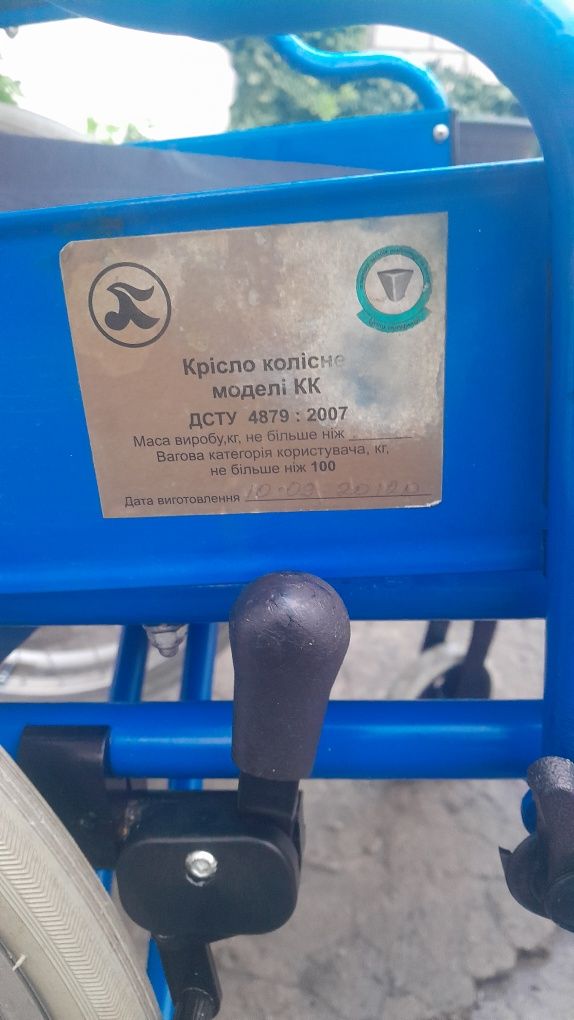 Крісло колісне
моделі КК
ДСТУ 4879 : 2007
Маса виробу,кг, не більше ніж
Вагова категорія користувача, кг,
не більше ніж 100
Дата виготовлення